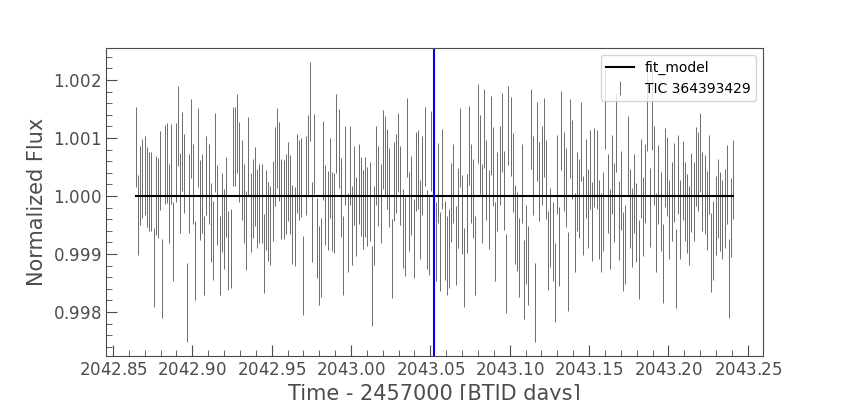 fit_model
TIC 364393429
1.002
1.001
1.000
0.999
0.998
Normalized Flux
2042.85 2042.90 2042.95 2043.00 2043.05 2043.10 2043.15 2043.20 2043.25
Time - 2457000 [BTJD days]